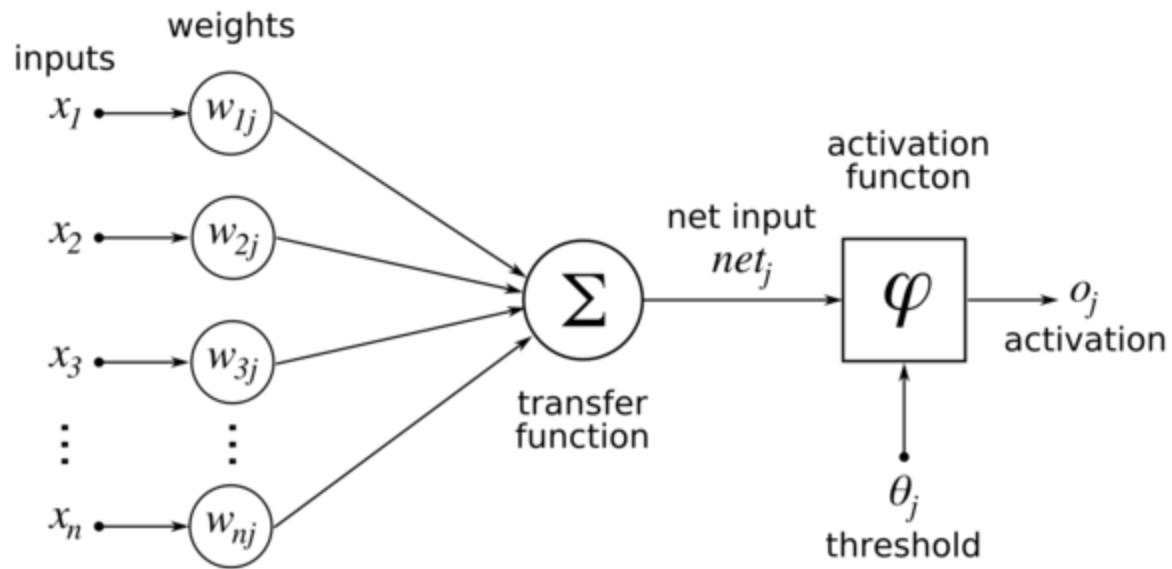 weights
inputs
x₁
w₁ⱼ
x₂
w₂ⱼ
x₃
w₃ⱼ
⋮
⋮
xₙ
wₙⱼ
Σ
transfer
function
net input
netⱼ
activation
functon
φ
oⱼ
activation
θⱼ
threshold